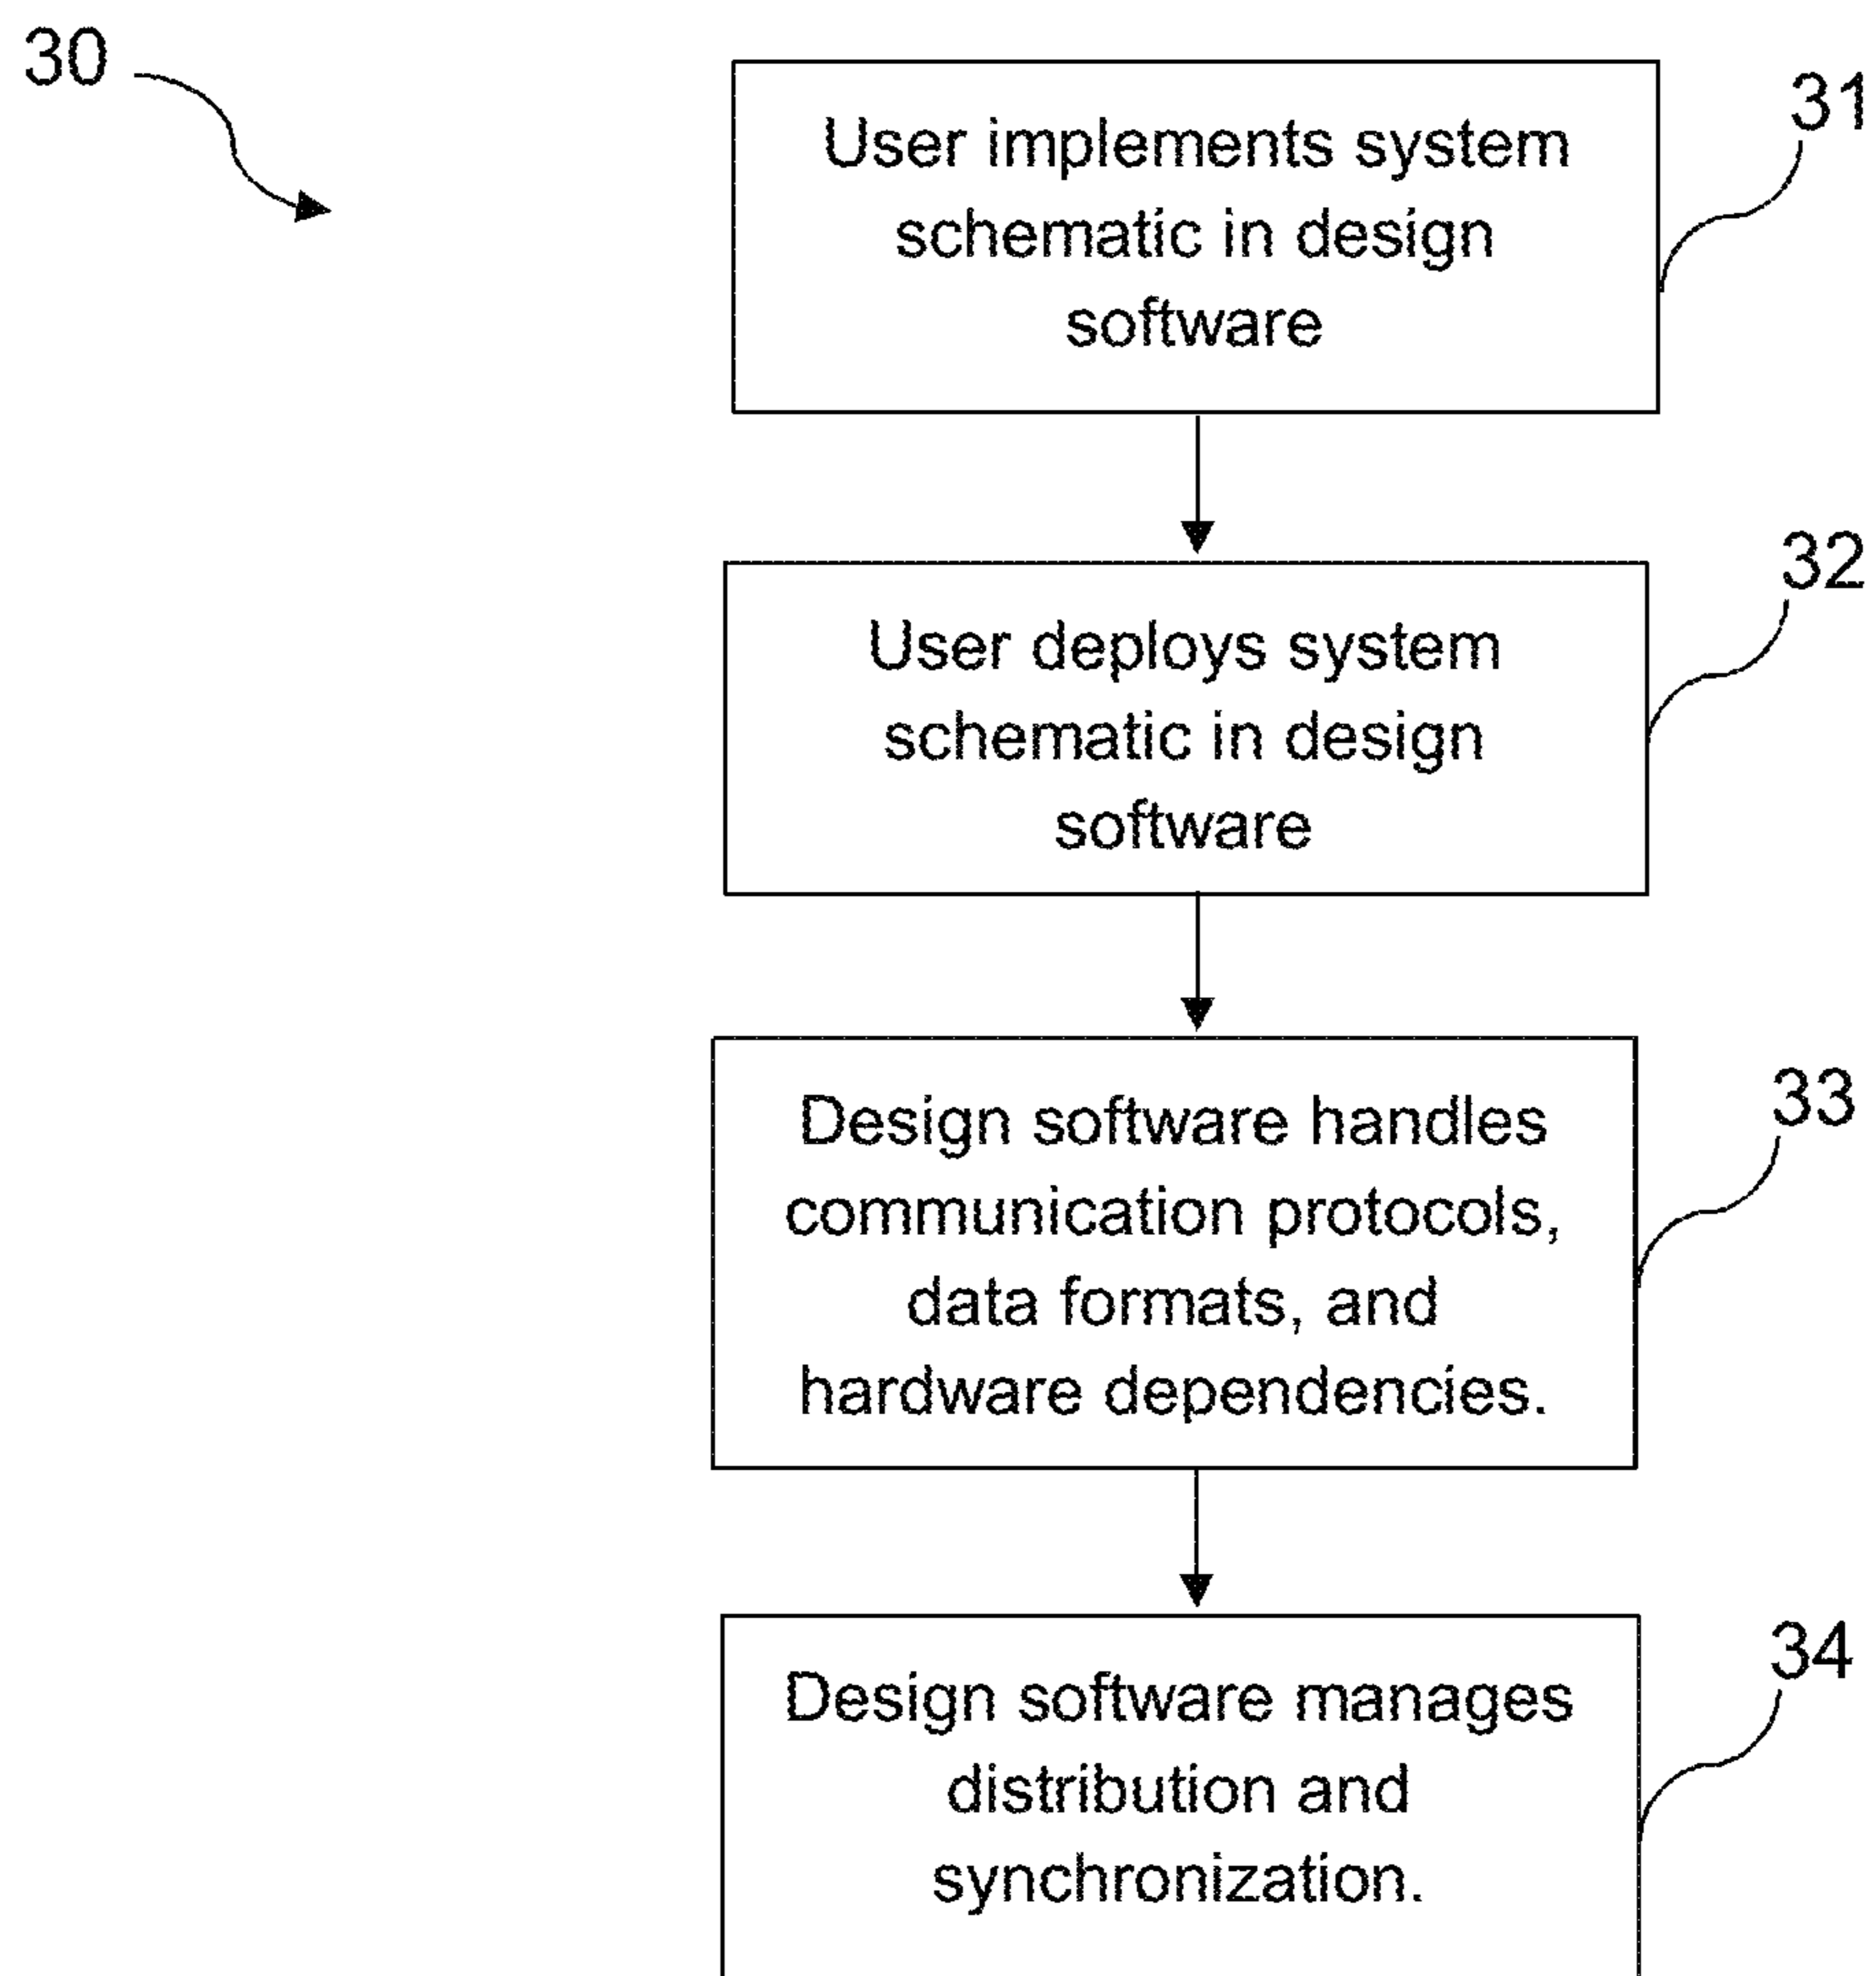 30
31
User implements system
schematic in design
software
32
User deploys system
schematic in design
software
33
Design software handles
communication protocols,
data formats, and
hardware dependencies.
34
Design software manages
distribution and
synchronization.